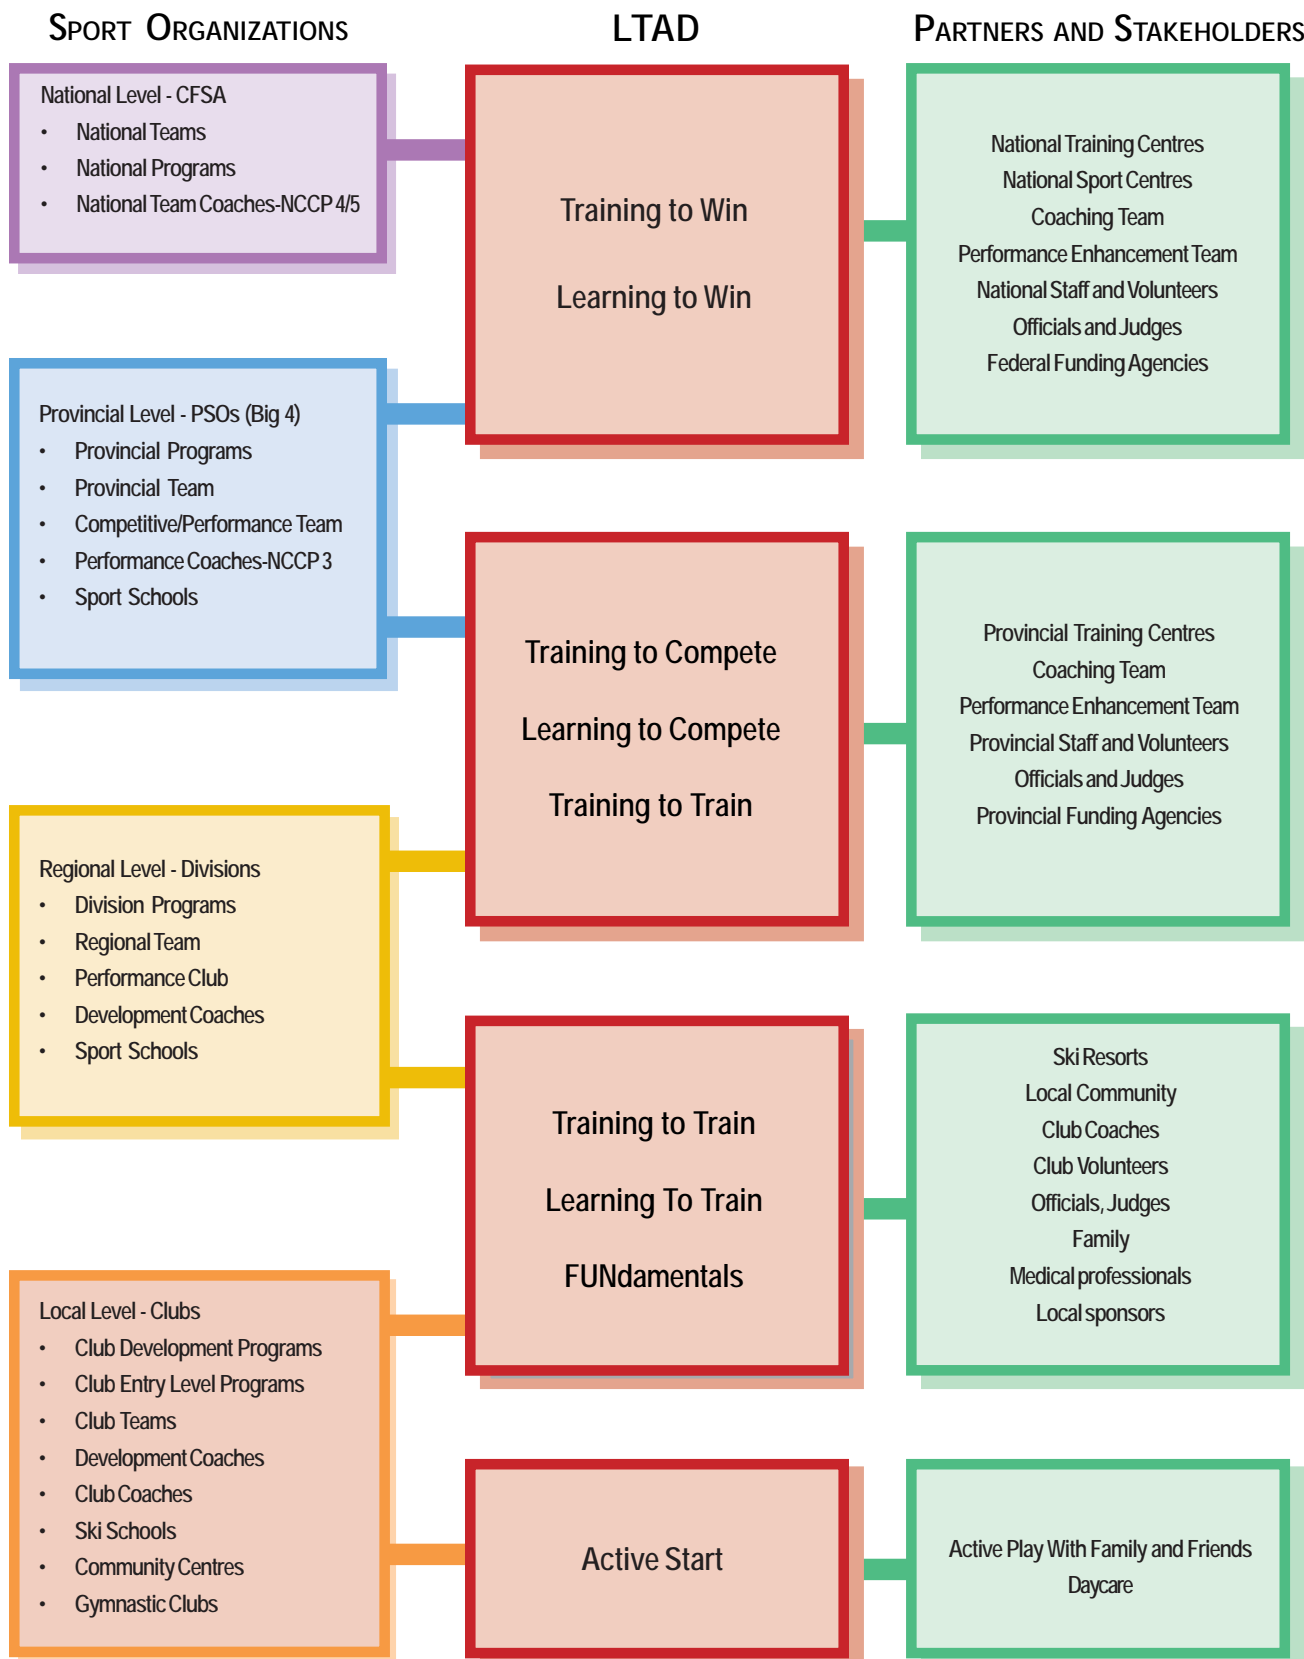 SPORT ORGANIZATIONS
National Level - CFSA
• National Teams
• National Programs
• National Team Coaches-NCCP 4/5
Provincial Level - PSOs (Big 4)
• Provincial Programs
• Provincial Team
• Competitive/Performance Team
• Performance Coaches-NCCP 3
• Sport Schools
Regional Level - Divisions
• Division Programs
• Regional Team
• Performance Club
• Development Coaches
• Sport Schools
Local Level - Clubs
• Club Development Programs
• Club Entry Level Programs
• Club Teams
• Development Coaches
• Club Coaches
• Ski Schools
• Community Centres
• Gymnastic Clubs
LTAD
Training to Win
Learning to Win
Training to Compete
Learning to Compete
Training to Train
Training to Train
Learning To Train
FUNdamentals
Active Start
PARTNERS AND STAKEHOLDERS
National Training Centres
National Sport Centres
Coaching Team
Performance Enhancement Team
National Staff and Volunteers
Officials and Judges
Federal Funding Agencies
Provincial Training Centres
Coaching Team
Performance Enhancement Team
Provincial Staff and Volunteers
Officials and Judges
Provincial Funding Agencies
Ski Resorts
Local Community
Club Coaches
Club Volunteers
Officials, Judges
Family
Medical professionals
Local sponsors
Active Play With Family and Friends
Daycare